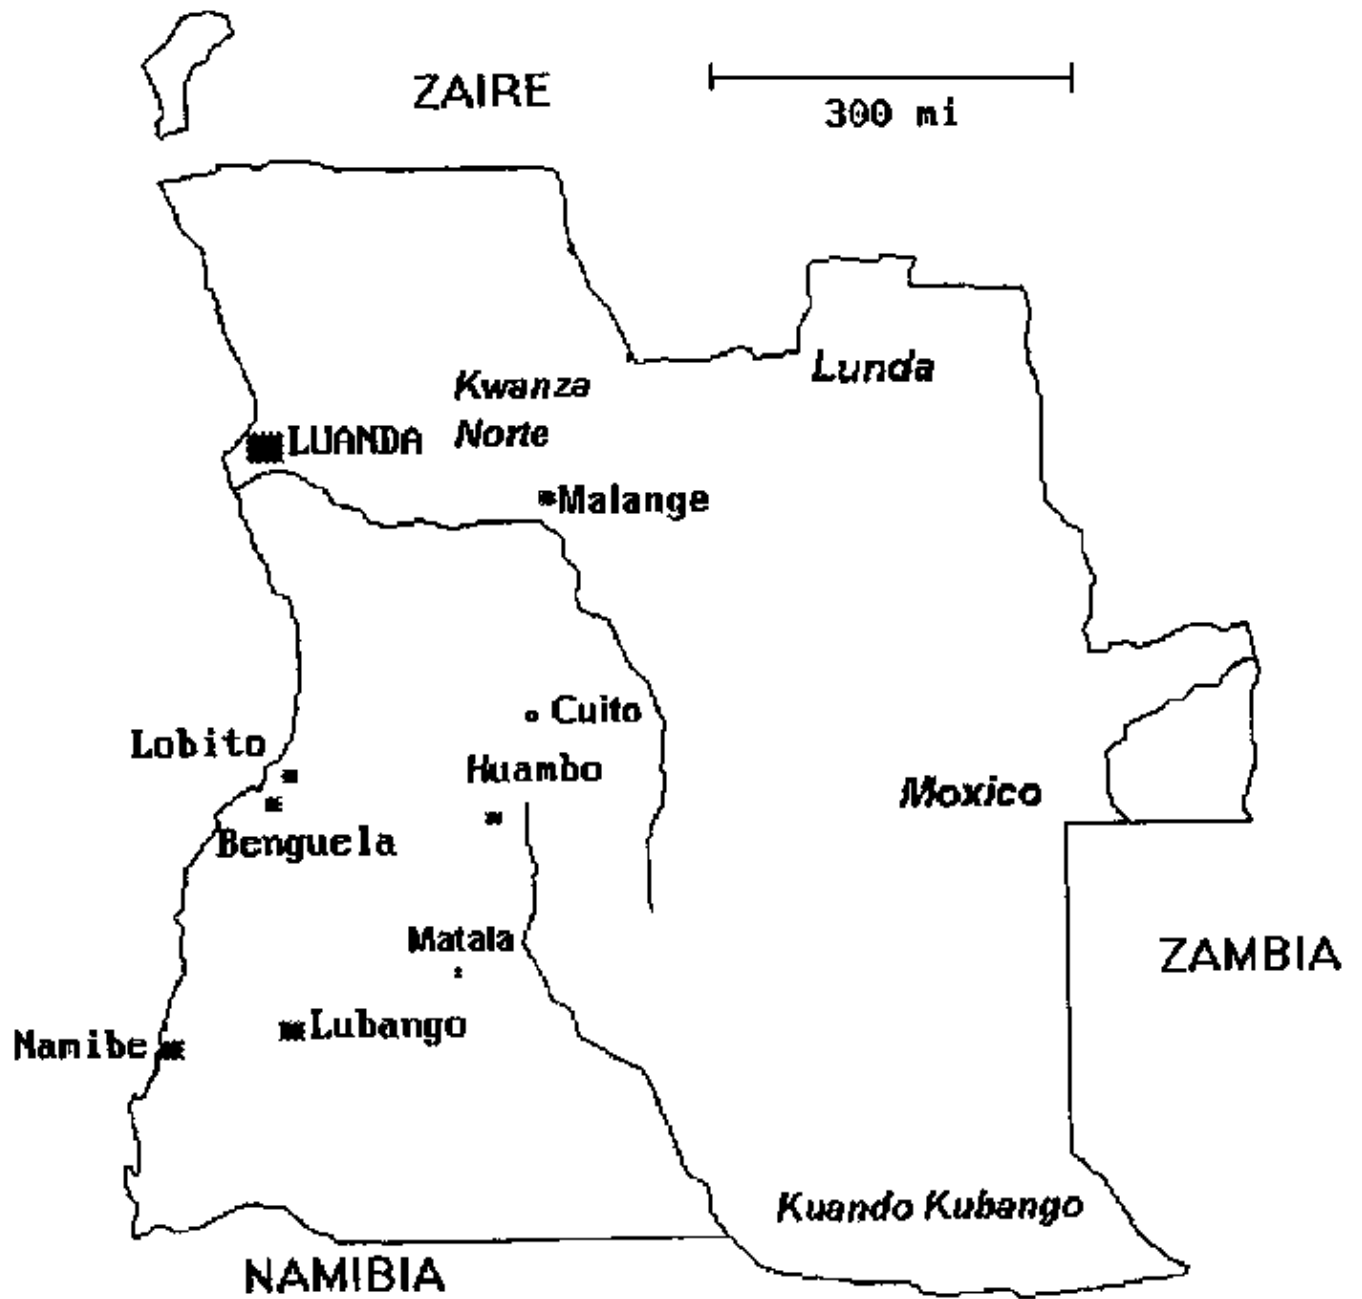 ZAIRE
300 mi
Lunda
Kwanza
Norte
LUANDA
Malange
Cuito
Lobito
Huambo
Moxico
Benguela
Matala
ZAMBIA
Lubango
Namibe
Kuando Kubango
NAMIBIA